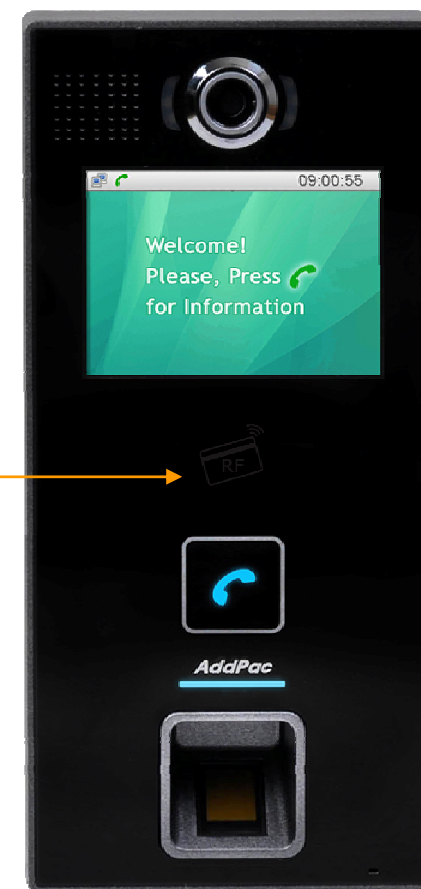 09:00:55
Welcome!
Please, Press
for Information
RF
AddPac